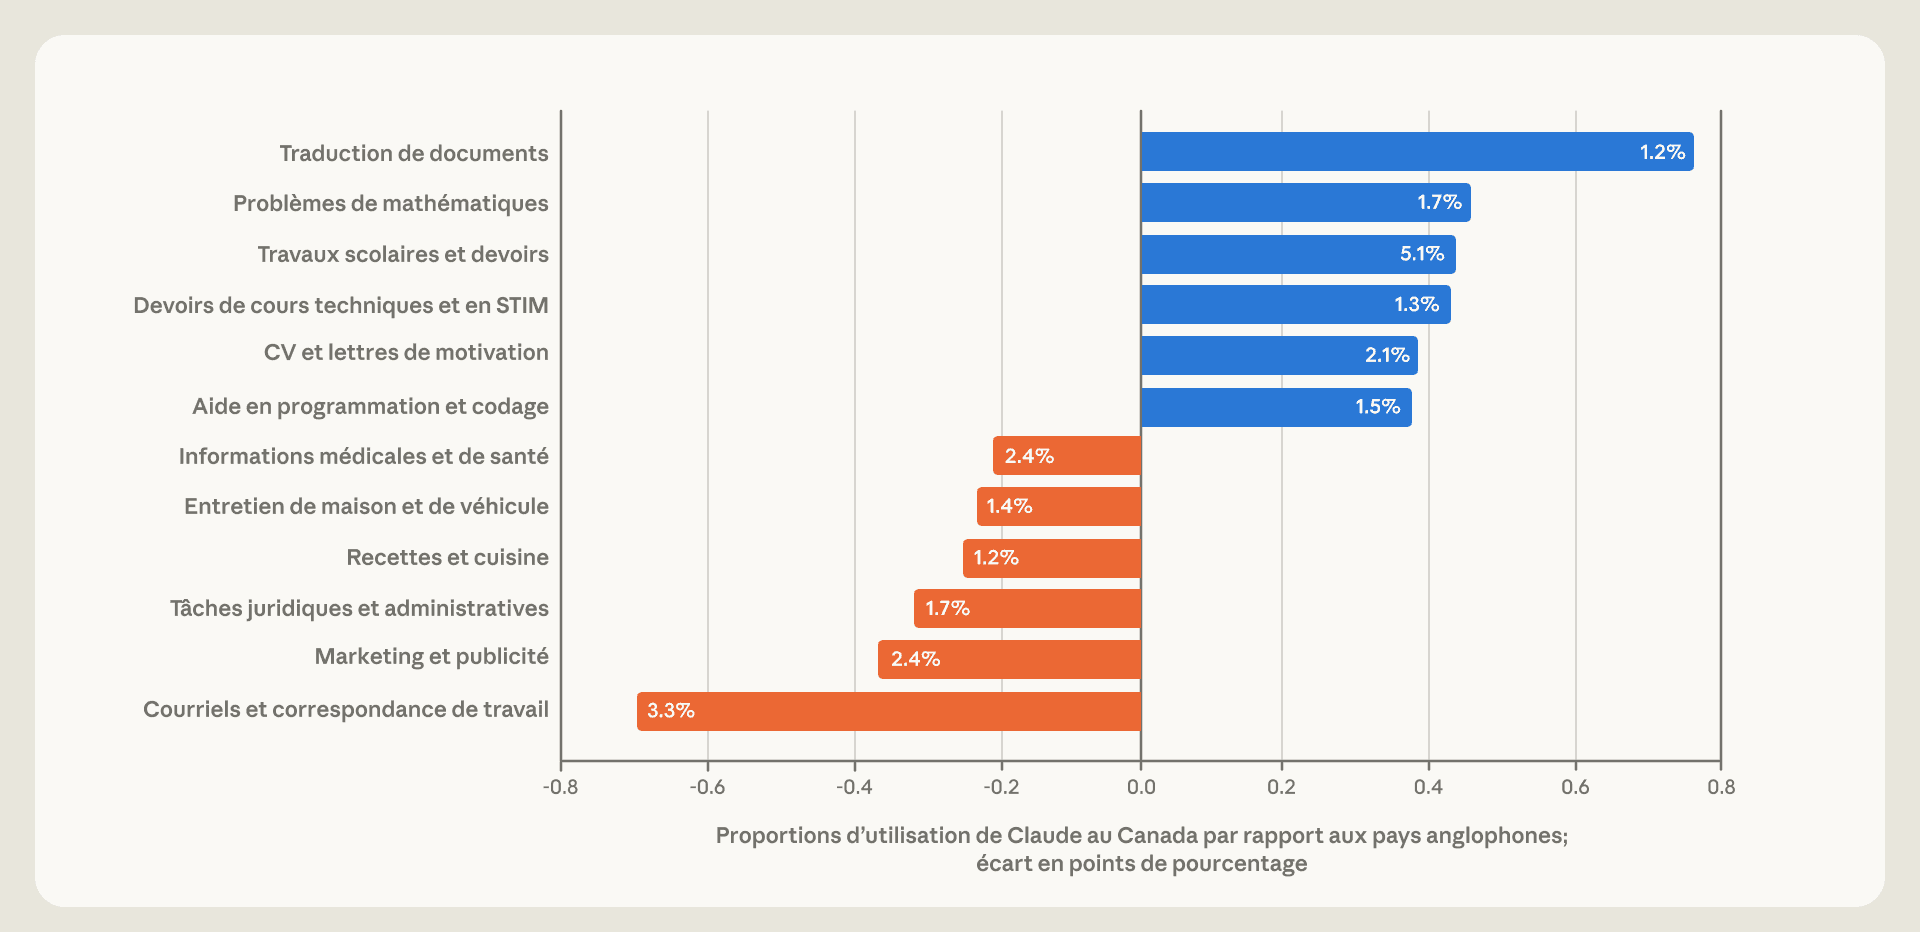 Traduction de documents 1.2%
Problèmes de mathématiques 1.7%
Travaux scolaires et devoirs 5.1%
Devoirs de cours techniques et en STIM 1.3%
CV et lettres de motivation 2.1%
Aide en programmation et codage 1.5%
Informations médicales et de santé 2.4%
Entretien de maison et de véhicule 1.4%
Recettes et cuisine 1.2%
Tâches juridiques et administratives 1.7%
Marketing et publicité 2.4%
Courriels et correspondance de travail 3.3%
-0.8 -0.6 -0.4 -0.2 0.0 0.2 0.4 0.6 0.8
Proportions d’utilisation de Claude au Canada par rapport aux pays anglophones;
écart en points de pourcentage